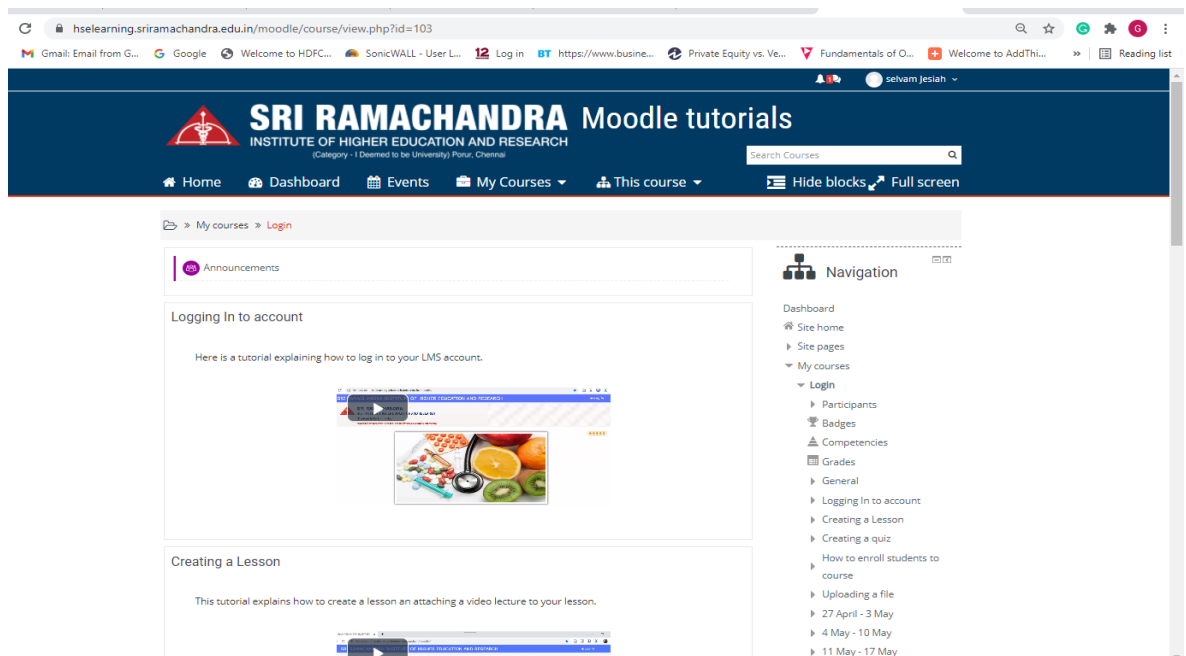 hselearning.sriramachandra.edu.in/moodle/course/view.php?id=103
G
Gmail: Email from G...
Google
Welcome to HDFC...
SonicWALL - User L...
12 Log in
BT https://www.busine...
Private Equity vs. Ve...
Fundamentals of O...
Welcome to AddThi...
»
Reading list
selvam Jesiah
SRI RAMACHANDRA
INSTITUTE OF HIGHER EDUCATION AND RESEARCH
(Category - I Deemed to be University) Porur, Chennai
Moodle tutorials
Search Courses
Home
Dashboard
Events
My Courses
This course
Hide blocks
Full screen
» My courses » Login
Announcements
Logging In to account
Here is a tutorial explaining how to log in to your LMS account.
Creating a Lesson
This tutorial explains how to create a lesson an attaching a video lecture to your lesson.
Navigation
Dashboard
Site home
Site pages
My courses
Login
Participants
Badges
Competencies
Grades
General
Logging In to account
Creating a Lesson
Creating a quiz
How to enroll students to
course
Uploading a file
27 April - 3 May
4 May - 10 May
11 May - 17 May